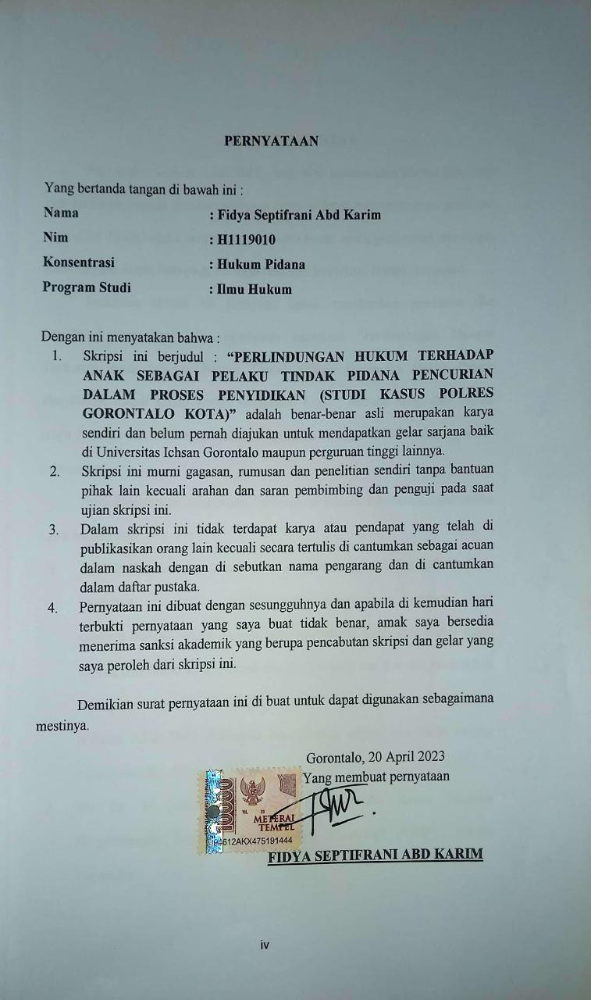 PERNYATAAN
Yang bertanda tangan di bawah ini :
Nama : Fidya Septifrani Abd Karim
Nim : H1119010
Konsentrasi : Hukum Pidana
Program Studi : Ilmu Hukum
Dengan ini menyatakan bahwa :
1. Skripsi ini berjudul : “PERLINDUNGAN HUKUM TERHADAP
ANAK SEBAGAI PELAKU TINDAK PIDANA PENCURIAN
DALAM PROSES PENYIDIKAN (STUDI KASUS POLRES
GORONTALO KOTA)” adalah benar-benar asli merupakan karya
sendiri dan belum pernah diajukan untuk mendapatkan gelar sarjana baik
di Universitas Ichsan Gorontalo maupun perguruan tinggi lainnya.
2. Skripsi ini murni gagasan, rumusan dan penelitian sendiri tanpa bantuan
pihak lain kecuali arahan dan saran pembimbing dan penguji pada saat
ujian skripsi ini.
3. Dalam skripsi ini tidak terdapat karya atau pendapat yang telah di
publikasikan orang lain kecuali secara tertulis di cantumkan sebagai acuan
dalam naskah dengan di sebutkan nama pengarang dan di cantumkan
dalam daftar pustaka.
4. Pernyataan ini dibuat dengan sesungguhnya dan apabila di kemudian hari
terbukti pernyataan yang saya buat tidak benar, amak saya bersedia
menerima sanksi akademik yang berupa pencabutan skripsi dan gelar yang
saya peroleh dari skripsi ini.
Demikian surat pernyataan ini di buat untuk dapat digunakan sebagaimana
mestinya.
Gorontalo, 20 April 2023
Yang membuat pernyataan
10000
METERAI
TEMPEL
612AKX475191444
FIDYA SEPTIFRANI ABD KARIM
iv